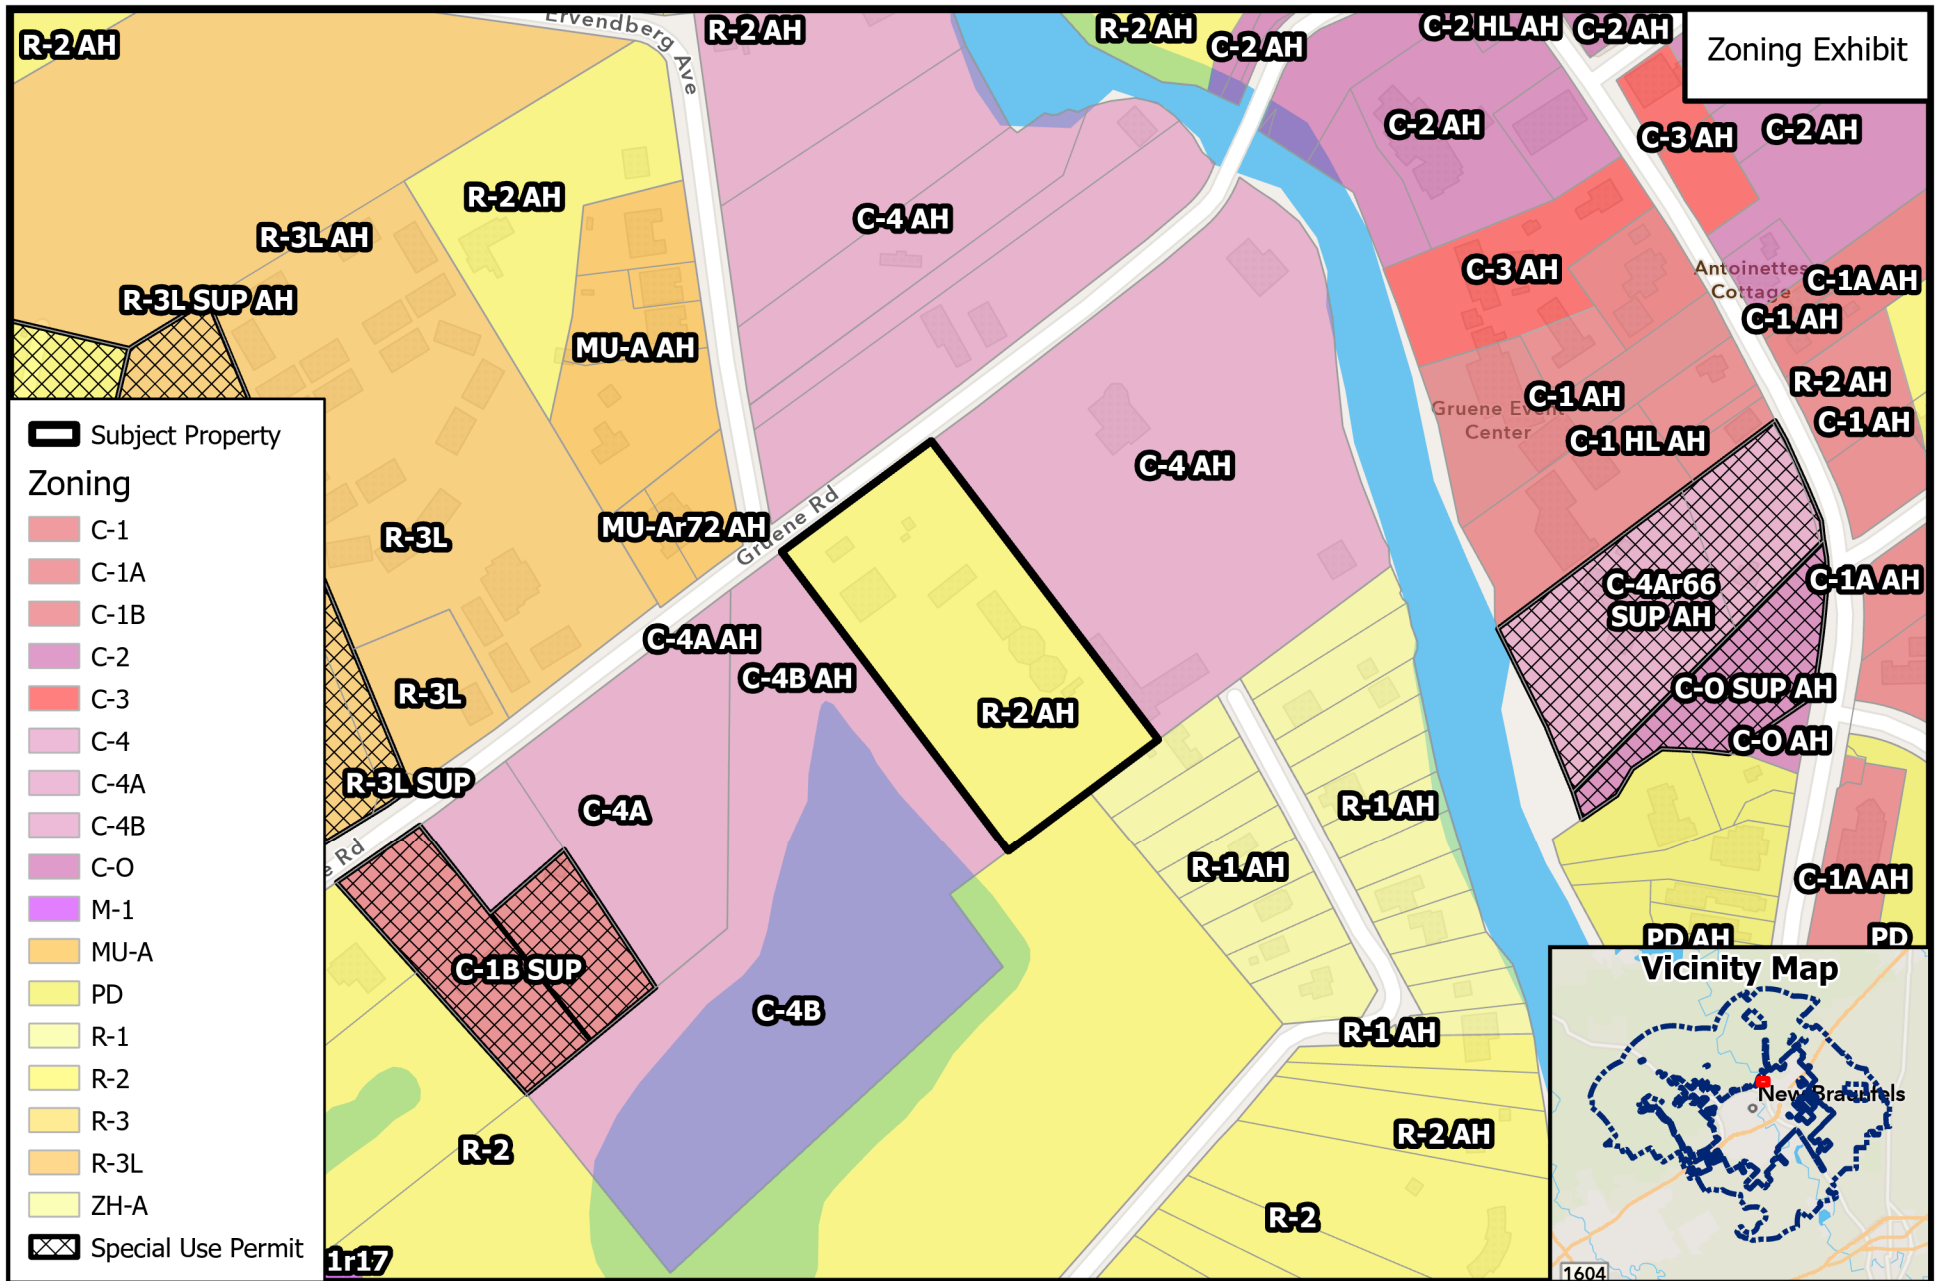 R-2 AH
Ervendberg Ave
R-2 AH
R-2 AH
C-2 AH
C-2 HL AH
C-2 AH
Zoning Exhibit
C-2 AH
C-3 AH
C-2 AH
R-2 AH
C-4 AH
R-3L AH
C-3 AH
Antoinettes
Cottage
C-1A AH
R-3L SUP AH
C-1 AH
MU-A AH
R-2 AH
C-1 AH
Gruene Event
Center
C-1 AH
C-1 HL AH
C-4 AH
R-3L
MU-Ar72 AH
Gruene Rd
C-4Ar66
SUP AH
C-1A AH
C-4A AH
C-4B AH
R-3L
R-2 AH
C-O SUP AH
C-O AH
R-3L SUP
C-4A
R-1 AH
e Rd
R-1 AH
C-1A AH
PD AH
PD
C-1B SUP
C-4B
R-1 AH
R-2
R-2 AH
R-2
1r17
Subject Property
Zoning
C-1
C-1A
C-1B
C-2
C-3
C-4
C-4A
C-4B
C-O
M-1
MU-A
PD
R-1
R-2
R-3
R-3L
ZH-A
Special Use Permit
Vicinity Map
New Braunfels
1604